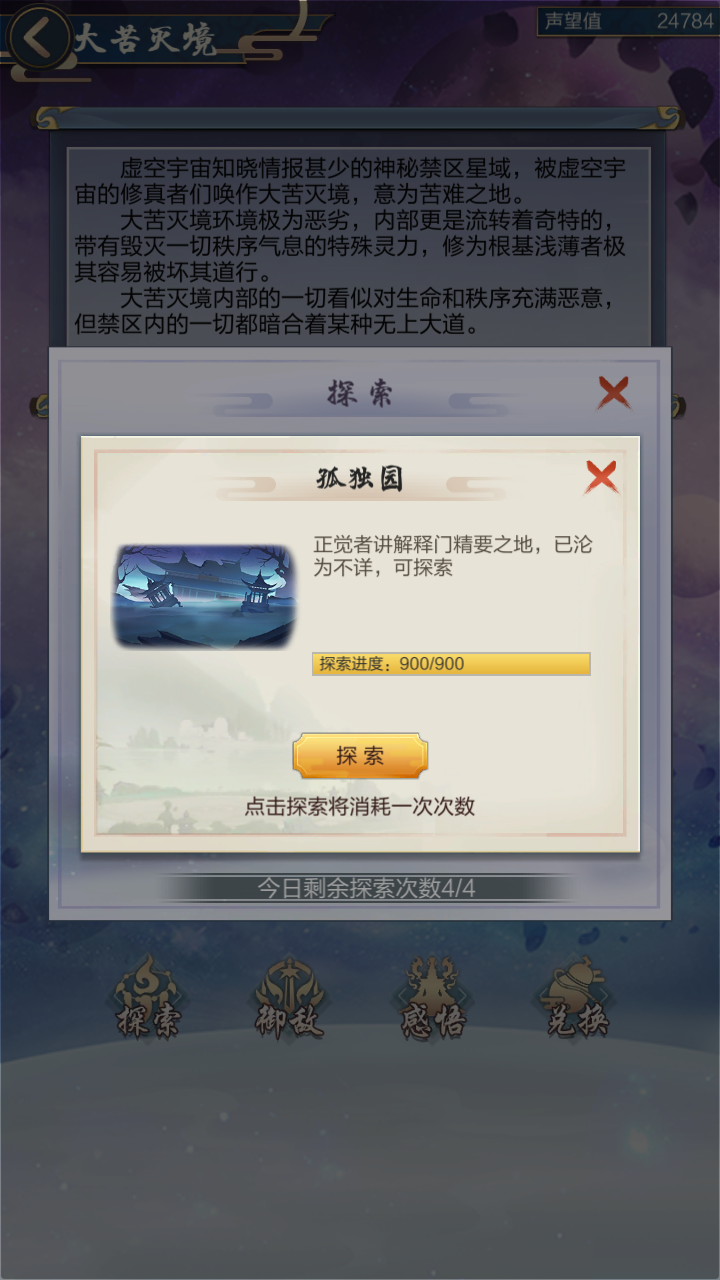 大苦灭境
声望值 24784
虚空宇宙知晓情报甚少的神秘禁区星域，被虚空宇
宙的修真者们唤作大苦灭境，意为苦难之地。
大苦灭境环境极为恶劣，内部更是流转着奇特的，
带有毁灭一切秩序气息的特殊灵力，修为根基浅薄者极
其容易被坏其道行。
大苦灭境内部的一切看似对生命和秩序充满恶意，
但禁区内的一切都暗合着某种无上大道。
探索
孤独园
正觉者讲解释门精要之地，已沦
为不详，可探索
探索进度：900/900
探索
点击探索将消耗一次次数
今日剩余探索次数4/4
探索 御敌 感悟 兑换